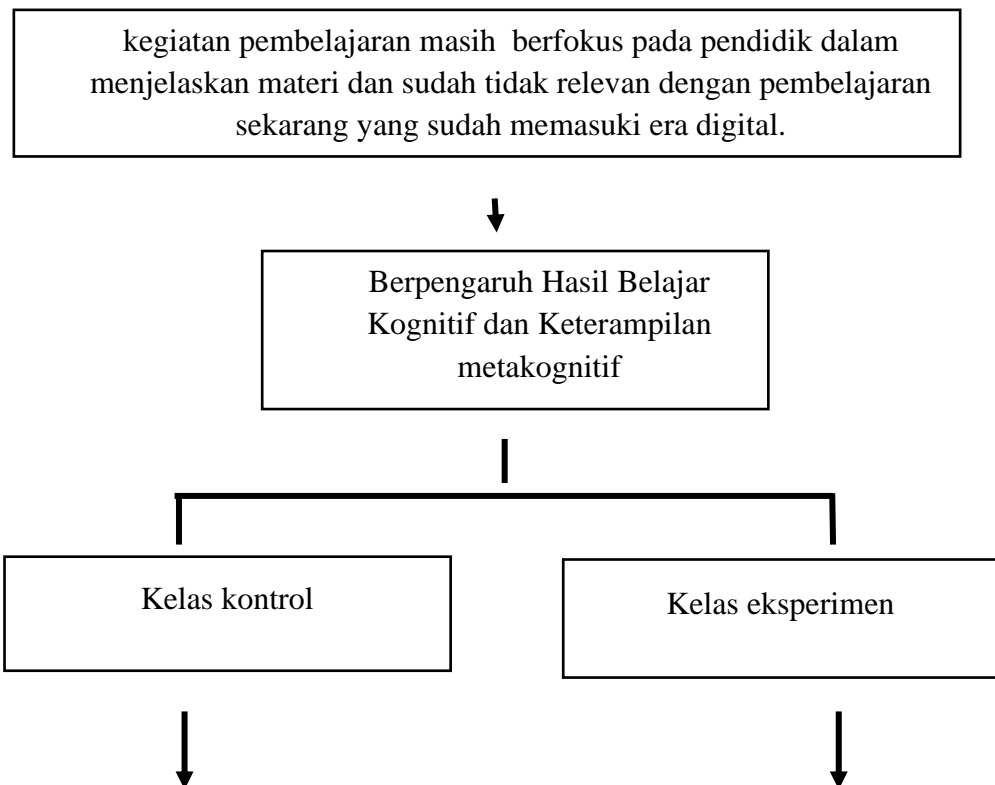 kegiatan pembelajaran masih  berfokus pada pendidik dalam
menjelaskan materi dan sudah tidak relevan dengan pembelajaran
sekarang yang sudah memasuki era digital.
Berpengaruh Hasil Belajar
Kognitif dan Keterampilan
metakognitif
Kelas kontrol
Kelas eksperimen